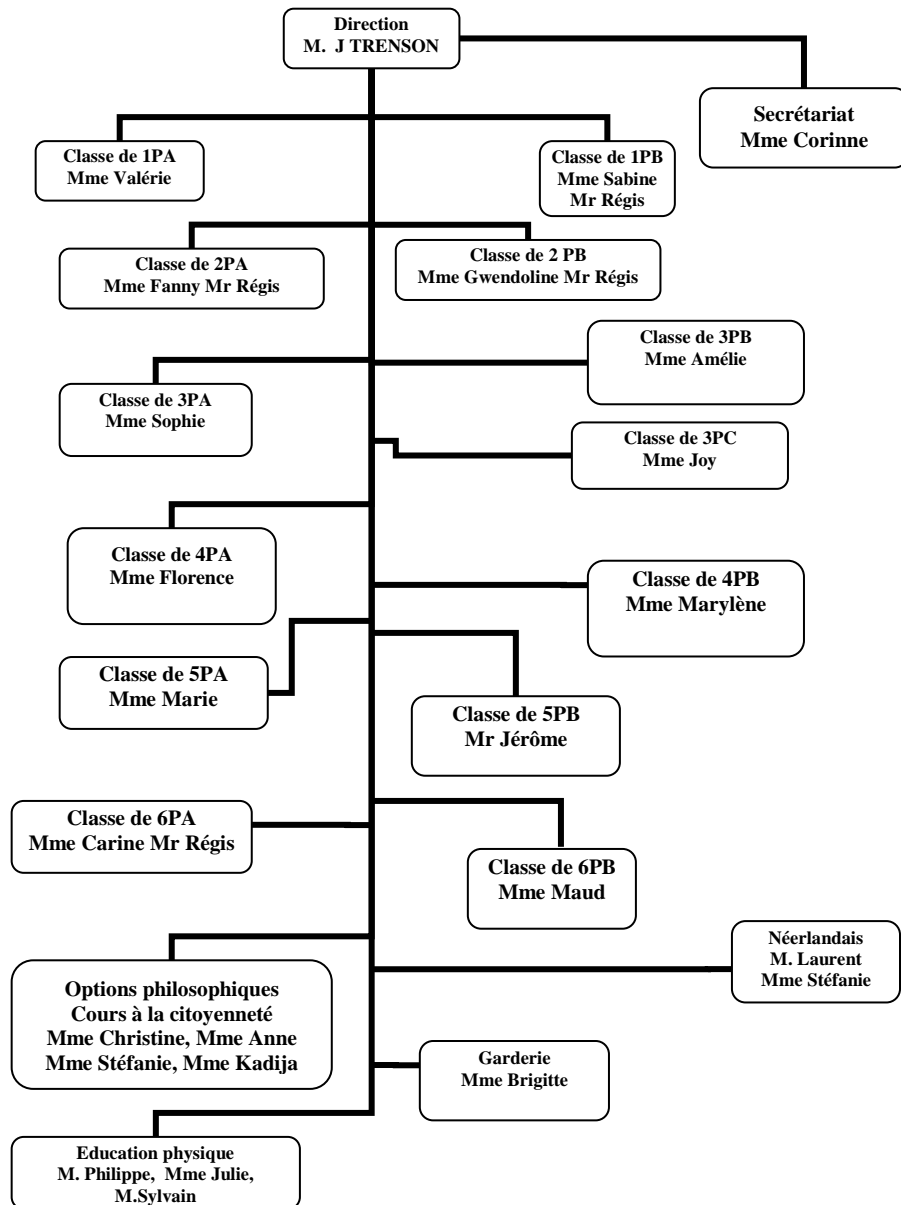 Direction
M. J TRENSON
Secrétariat
Mme Corinne
Classe de 1PA
Mme Valérie
Classe de 1PB
Mme Sabine
Mr Régis
Classe de 2PA
Mme Fanny Mr Régis
Classe de 2 PB
Mme Gwendoline Mr Régis
Classe de 3PB
Mme Amélie
Classe de 3PA
Mme Sophie
Classe de 3PC
Mme Joy
Classe de 4PA
Mme Florence
Classe de 4PB
Mme Marylène
Classe de 5PA
Mme Marie
Classe de 5PB
Mr Jérôme
Classe de 6PA
Mme Carine Mr Régis
Classe de 6PB
Mme Maud
Néerlandais
M. Laurent
Mme Stéfanie
Options philosophiques
Cours à la citoyenneté
Mme Christine, Mme Anne
Mme Stéfanie, Mme Kadija
Garderie
Mme Brigitte
Education physique
M. Philippe, Mme Julie,
M.Sylvain